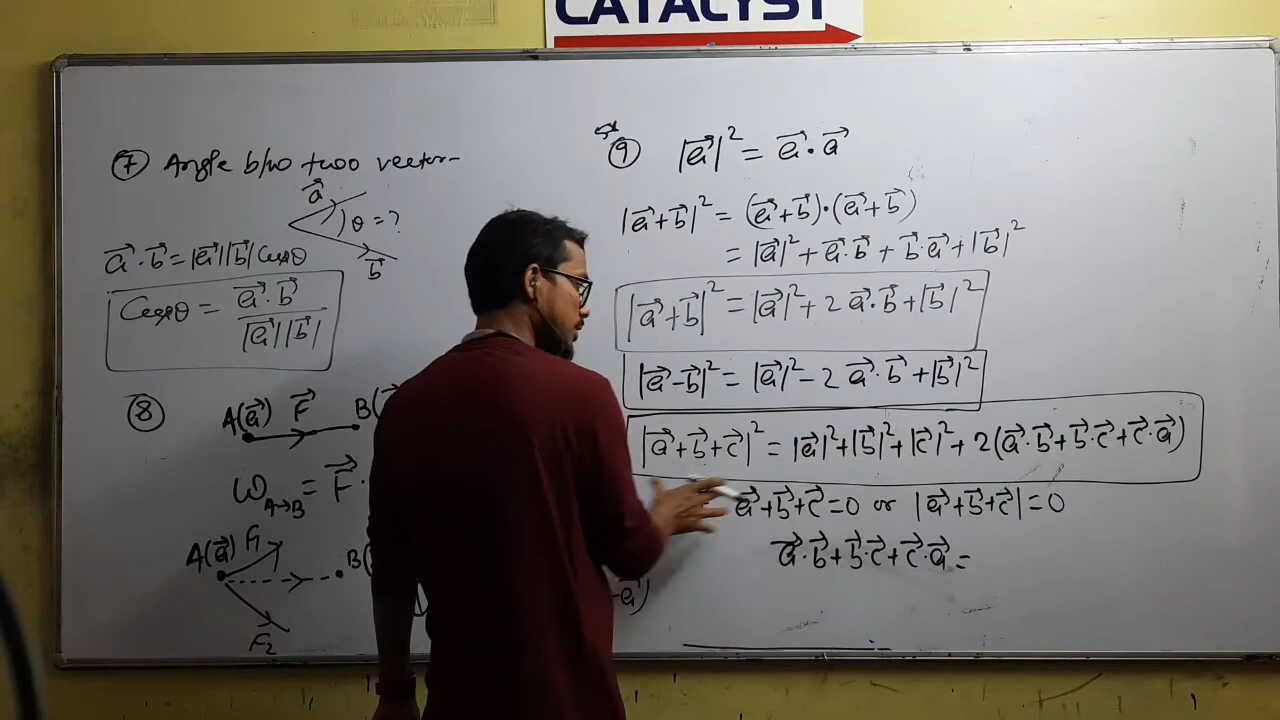 CATALYST
⑦ Angle b/w two vector-
a⃗
θ = ?
b⃗
a⃗ · b⃗ = |a⃗||b⃗| Cosθ
Cosθ = a⃗ · b⃗ / |a⃗||b⃗|
⑧
A(a⃗) F⃗ B(
W A→B = F⃗ ·
A(a⃗) F₁ B(
F₂
-a⃗)
⑨ |a⃗|² = a⃗ · a⃗
|a⃗+b⃗|² = (a⃗+b⃗)·(a⃗+b⃗)
= |a⃗|² + a⃗·b⃗ + b⃗·a⃗ + |b⃗|²
|a⃗+b⃗|² = |a⃗|² + 2 a⃗·b⃗ + |b⃗|²
|a⃗-b⃗|² = |a⃗|² - 2 a⃗·b⃗ + |b⃗|²
|a⃗+b⃗+c⃗|² = |a⃗|²+|b⃗|²+|c⃗|²+ 2(a⃗·b⃗+b⃗·c⃗+c⃗·a⃗)
a⃗+b⃗+c⃗=0 or |a⃗+b⃗+c⃗|=0
a⃗·b⃗+b⃗·c⃗+c⃗·a⃗ =